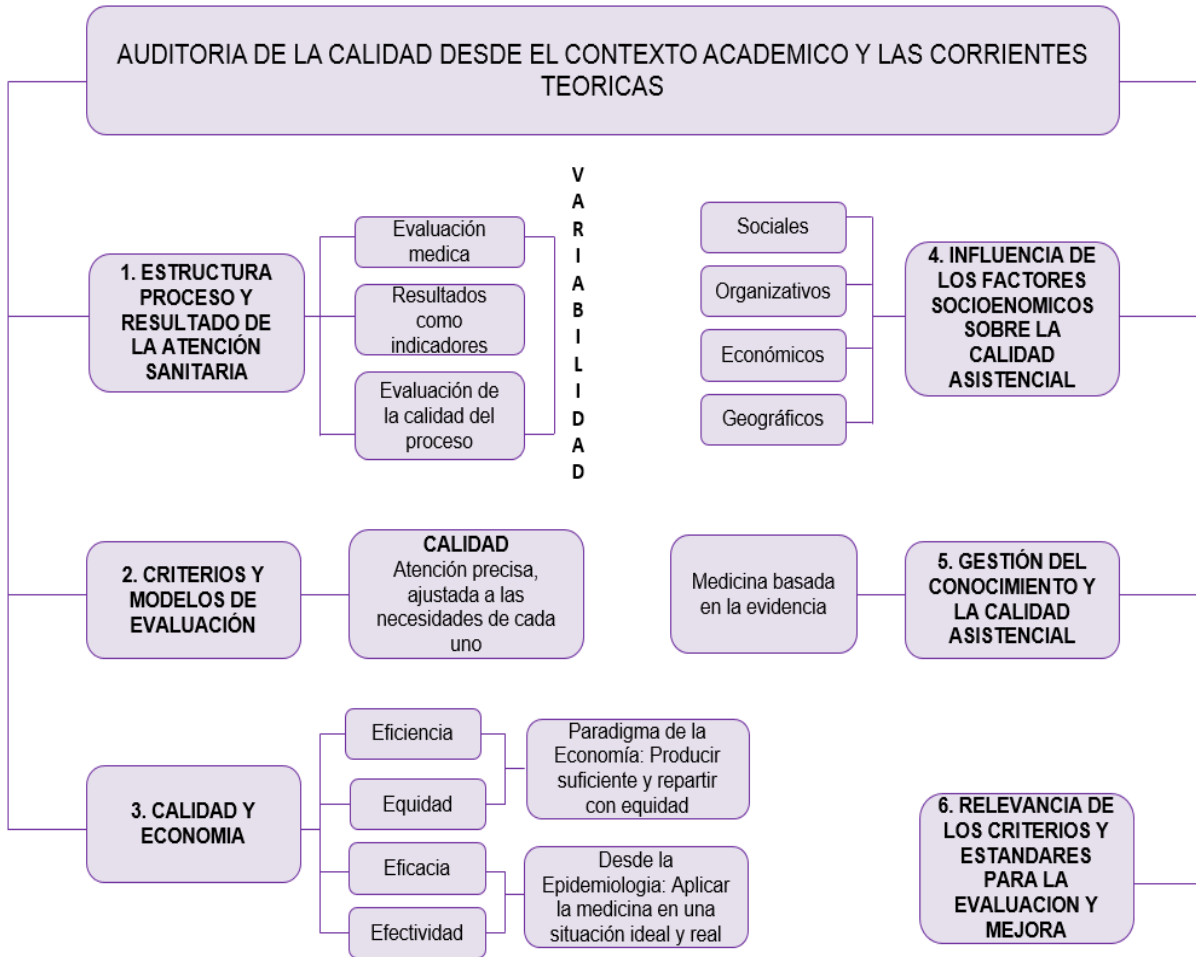 AUDITORIA DE LA CALIDAD DESDE EL CONTEXTO ACADEMICO Y LAS CORRIENTES
TEORICAS
1. ESTRUCTURA
PROCESO Y
RESULTADO DE
LA ATENCIÓN
SANITARIA
Evaluación
medica
Resultados
como
indicadores
Evaluación de
la calidad del
proceso
V
A
R
I
A
B
I
L
I
D
A
D
Sociales
Organizativos
Económicos
Geográficos
4. INFLUENCIA DE
LOS FACTORES
SOCIOENOMICOS
SOBRE LA
CALIDAD
ASISTENCIAL
2. CRITERIOS Y
MODELOS DE
EVALUACIÓN
CALIDAD
Atención precisa,
ajustada a las
necesidades de cada
uno
Medicina basada
en la evidencia
5. GESTIÓN DEL
CONOCIMIENTO Y
LA CALIDAD
ASISTENCIAL
3. CALIDAD Y
ECONOMIA
Eficiencia
Equidad
Eficacia
Efectividad
Paradigma de la
Economía: Producir
suficiente y repartir
con equidad
Desde la
Epidemiologia: Aplicar
la medicina en una
situación ideal y real
6. RELEVANCIA DE
LOS CRITERIOS Y
ESTANDARES
PARA LA
EVALUACION Y
MEJORA